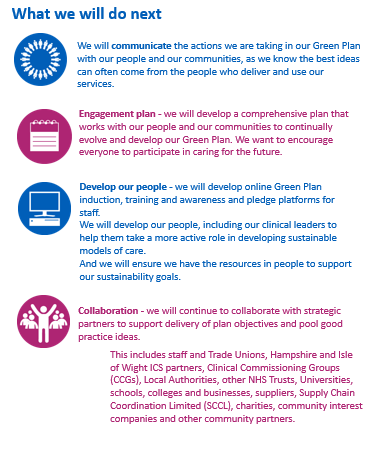 What we will do next
We will communicate the actions we are taking in our Green Plan
with our people and our communities, as we know the best ideas
can often come from the people who deliver and use our
services.
Engagement plan - we will develop a comprehensive plan that
works with our people and our communities to continually
evolve and develop our Green Plan. We want to encourage
everyone to participate in caring for the future.
Develop our people - we will develop online Green Plan
induction, training and awareness and pledge platforms for
staff.
We will develop our people, including our clinical leaders to
help them take a more active role in developing sustainable
models of care.
And we will ensure we have the resources in people to support
our sustainability goals.
Collaboration - we will continue to collaborate with strategic
partners to support delivery of plan objectives and pool good
practice ideas.
This includes staff and Trade Unions, Hampshire and Isle
of Wight ICS partners, Clinical Commissioning Groups
(CCGs), Local Authorities, other NHS Trusts, Universities,
schools, colleges and businesses, suppliers, Supply Chain
Coordination Limited (SCCL), charities, community interest
companies and other community partners.